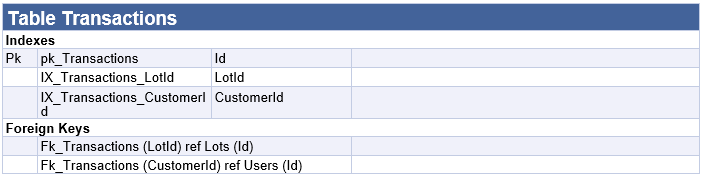 Table Transactions
Indexes
Pk pk_Transactions Id
IX_Transactions_LotId LotId
IX_Transactions_CustomerI CustomerId
d
Foreign Keys
Fk_Transactions (LotId) ref Lots (Id)
Fk_Transactions (CustomerId) ref Users (Id)